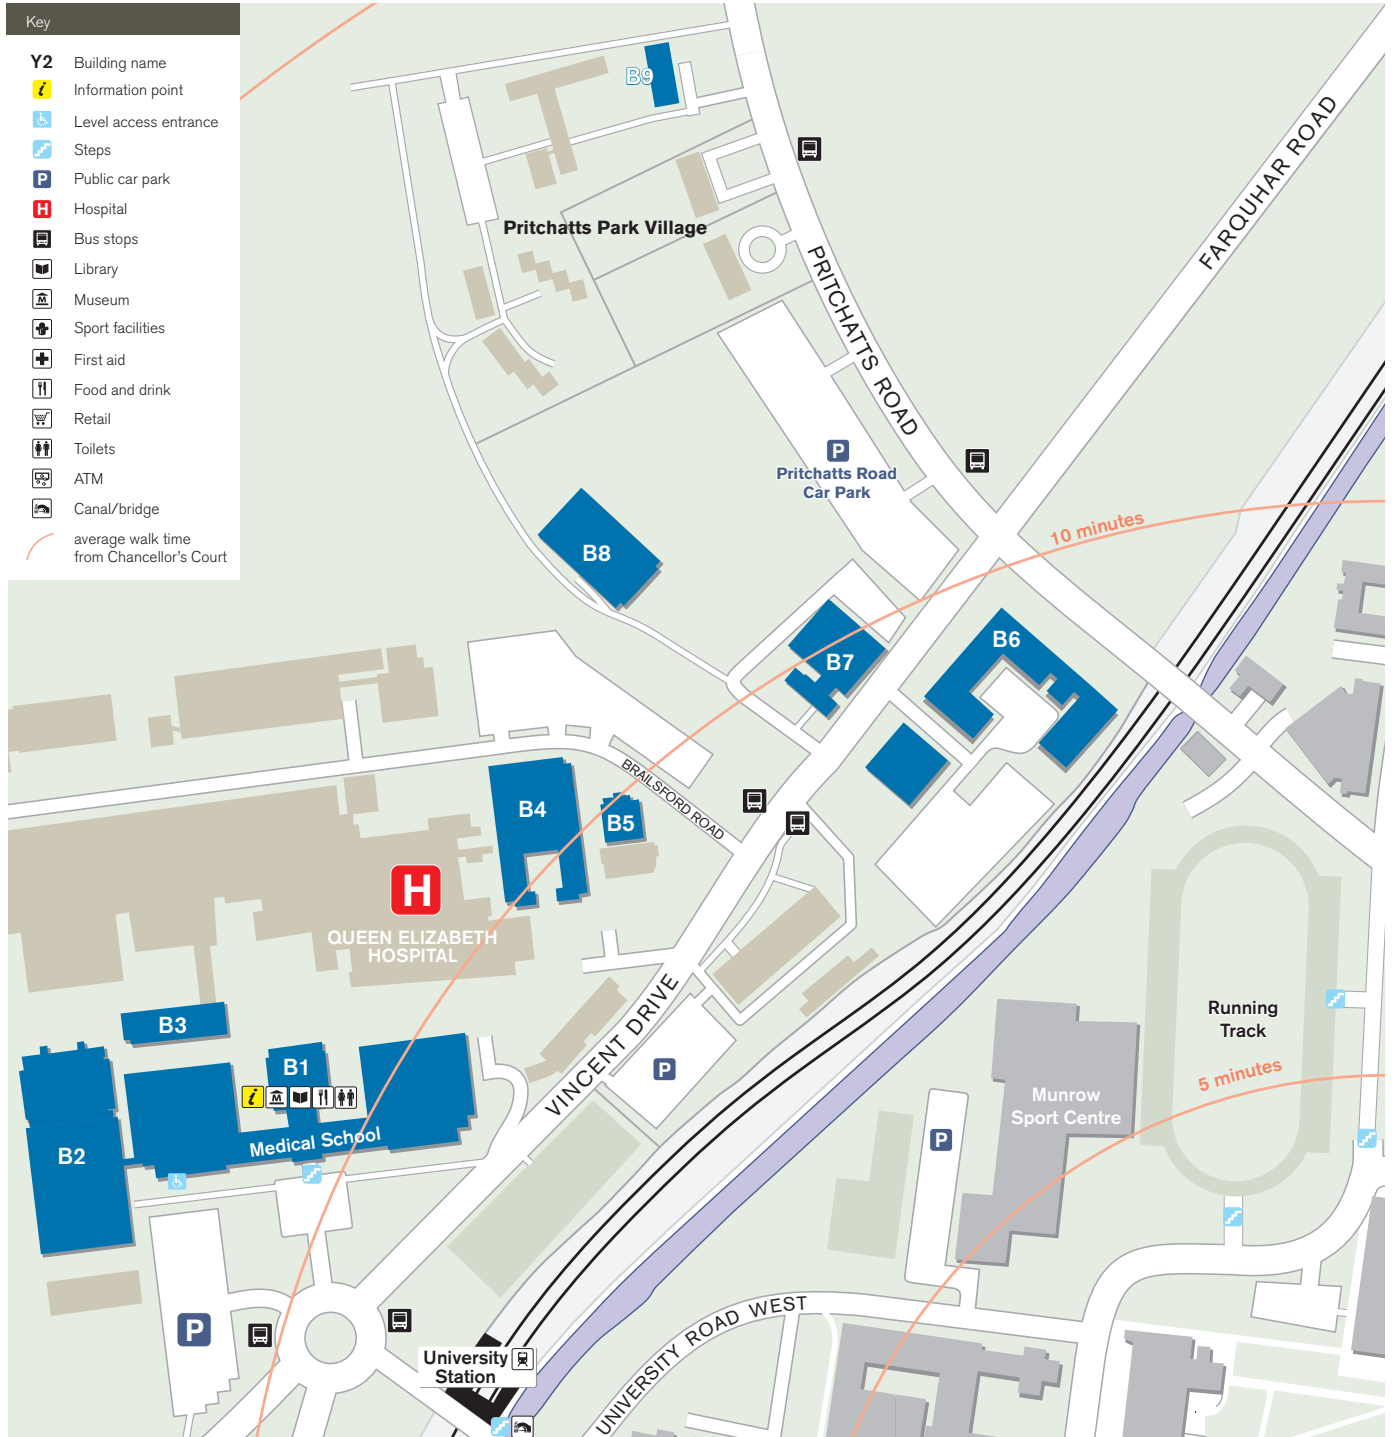 Key
Y2 Building name
i Information point
Level access entrance
Steps
P Public car park
H Hospital
Bus stops
Library
M Museum
Sport facilities
First aid
Food and drink
Retail
Toilets
ATM
Canal/bridge
average walk time
from Chancellor's Court
B9
Pritchatts Park Village
PRITCHATTS ROAD
FARQUHAR ROAD
P
Pritchatts Road
Car Park
10 minutes
B8
B7
B6
BRAILSFORD ROAD
B4
B5
H
QUEEN ELIZABETH
HOSPITAL
VINCENT DRIVE
B3
B1
i M
Medical School
B2
P
Running
Track
5 minutes
Munrow
Sport Centre
P
P
UNIVERSITY ROAD WEST
University
Station